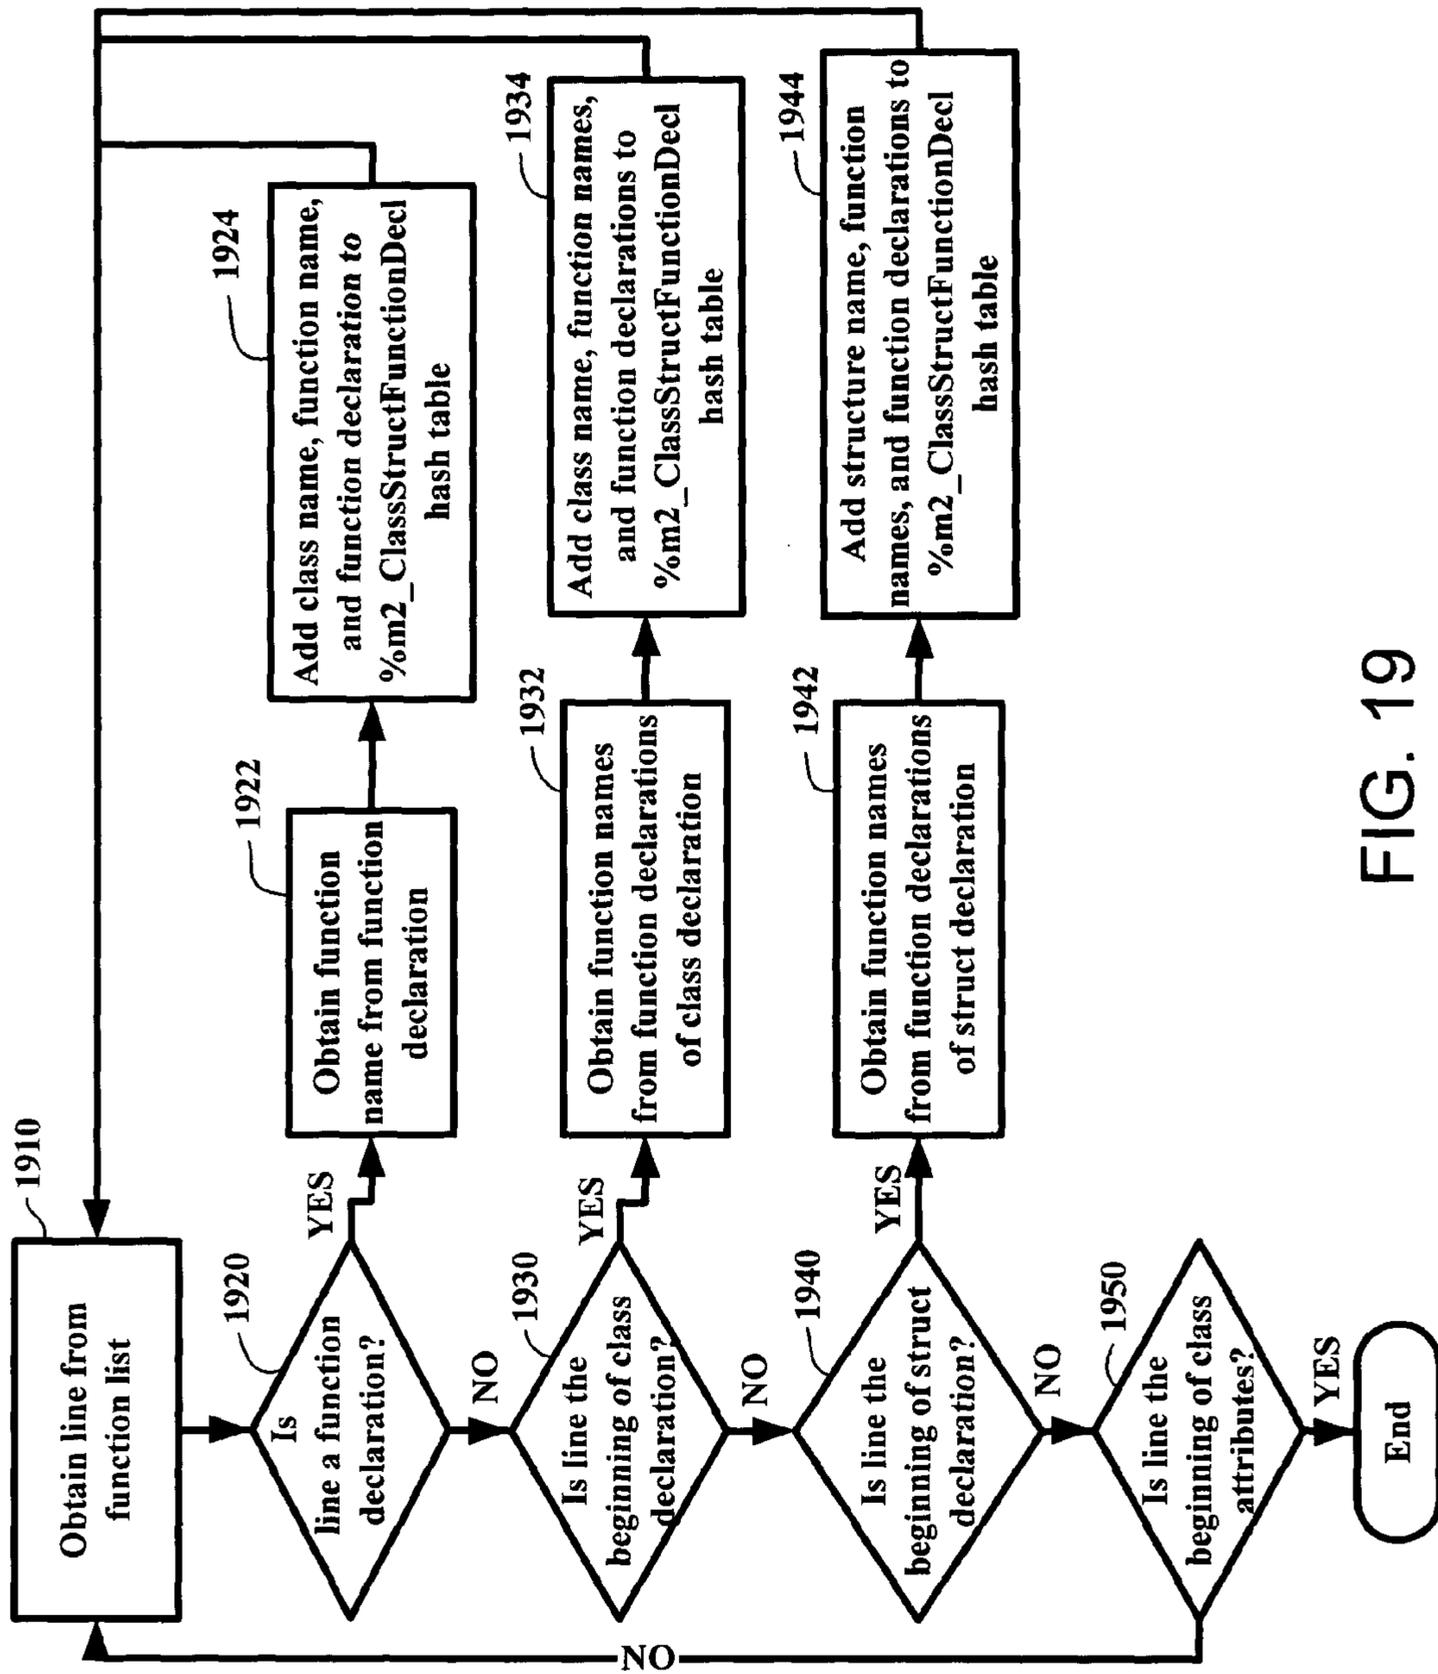 1910
Obtain line from
function list
1920
Is
line a function
declaration?
YES
1922
Obtain function
name from function
declaration
1924
Add class name, function name,
and function declaration to
%m2_ClassStructFunctionDecl
hash table
NO
1930
Is line the
beginning of class
declaration?
YES
1932
Obtain function names
from function declarations
of class declaration
1934
Add class name, function names,
and function declarations to
%m2_ClassStructFunctionDecl
hash table
NO
1940
Is line the
beginning of struct
declaration?
YES
1942
Obtain function names
from function declarations
of struct declaration
1944
Add structure name, function
names, and function declarations to
%m2_ClassStructFunctionDecl
hash table
NO
1950
Is line the
beginning of class
attributes?
NO
YES
End
FIG. 19